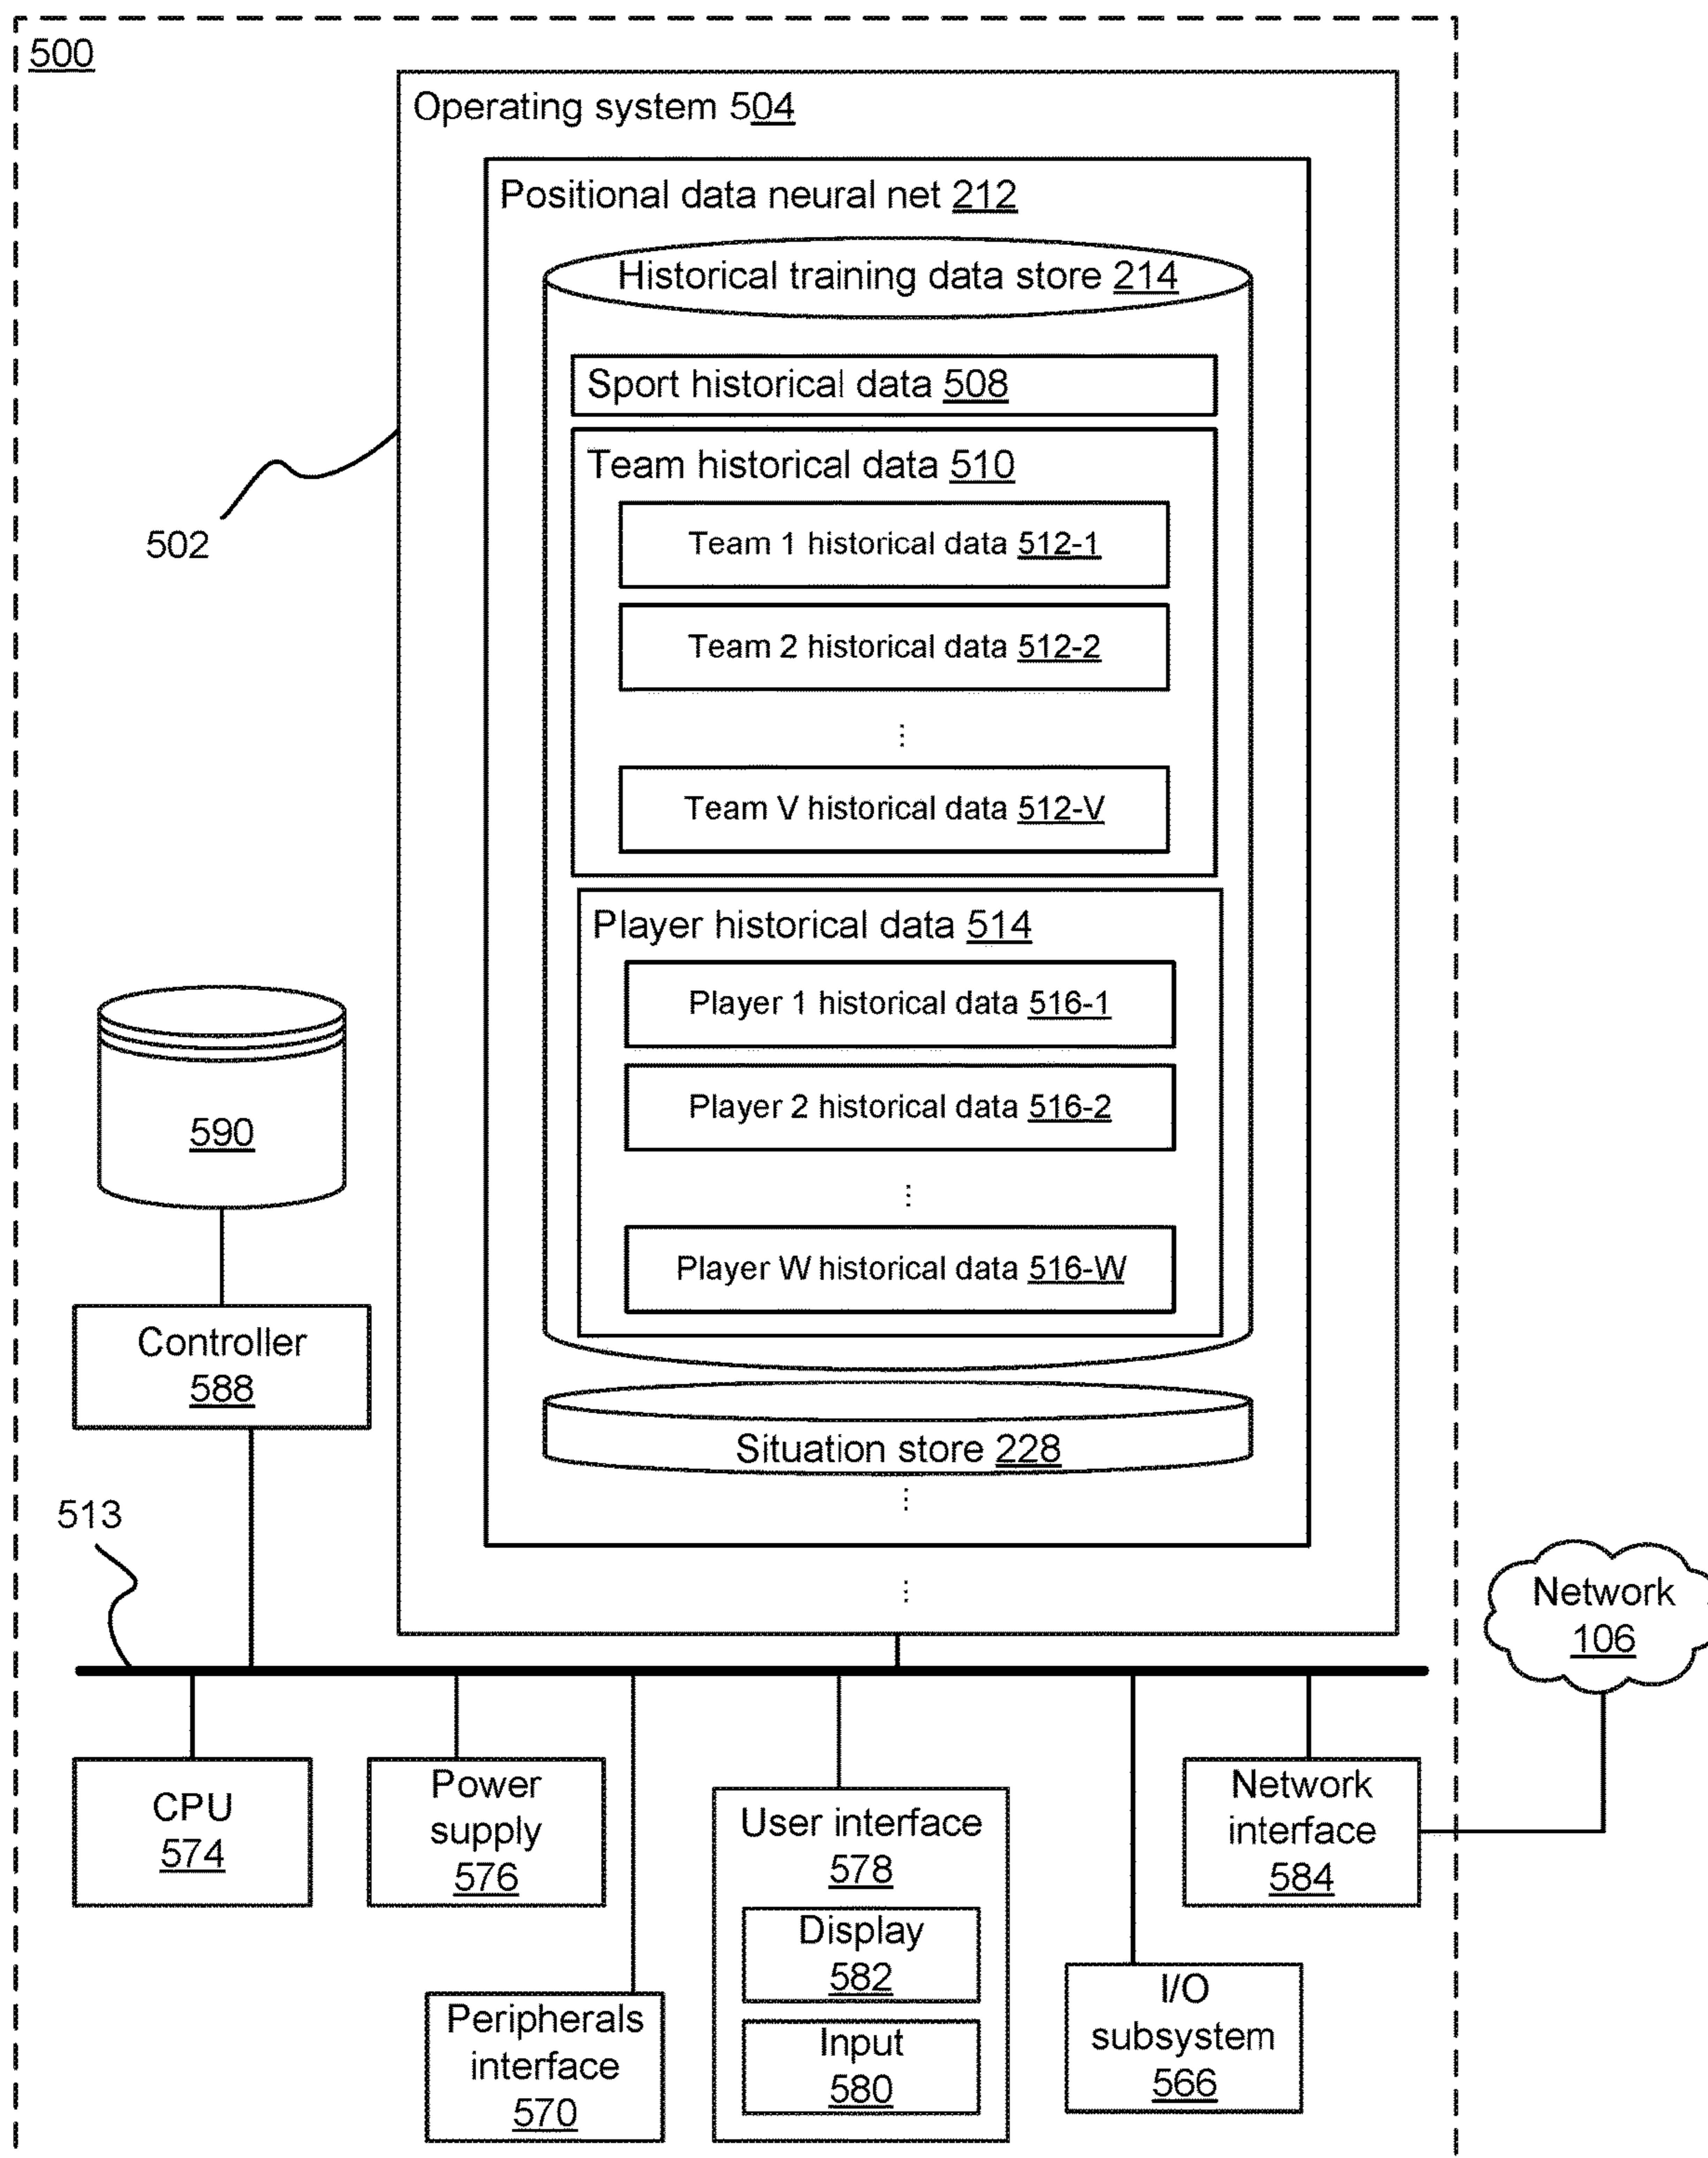 500
Operating system 504
Positional data neural net 212
Historical training data store 214
Sport historical data 508
Team historical data 510
Team 1 historical data 512-1
Team 2 historical data 512-2
⋮
Team V historical data 512-V
502
Player historical data 514
Player 1 historical data 516-1
Player 2 historical data 516-2
⋮
Player W historical data 516-W
590
Controller
588
Situation store 228
⋮
⋮
513
Network
106
CPU
574
Power
supply
576
User interface
578
Display
582
Input
580
Network
interface
584
Peripherals
interface
570
I/O
subsystem
566